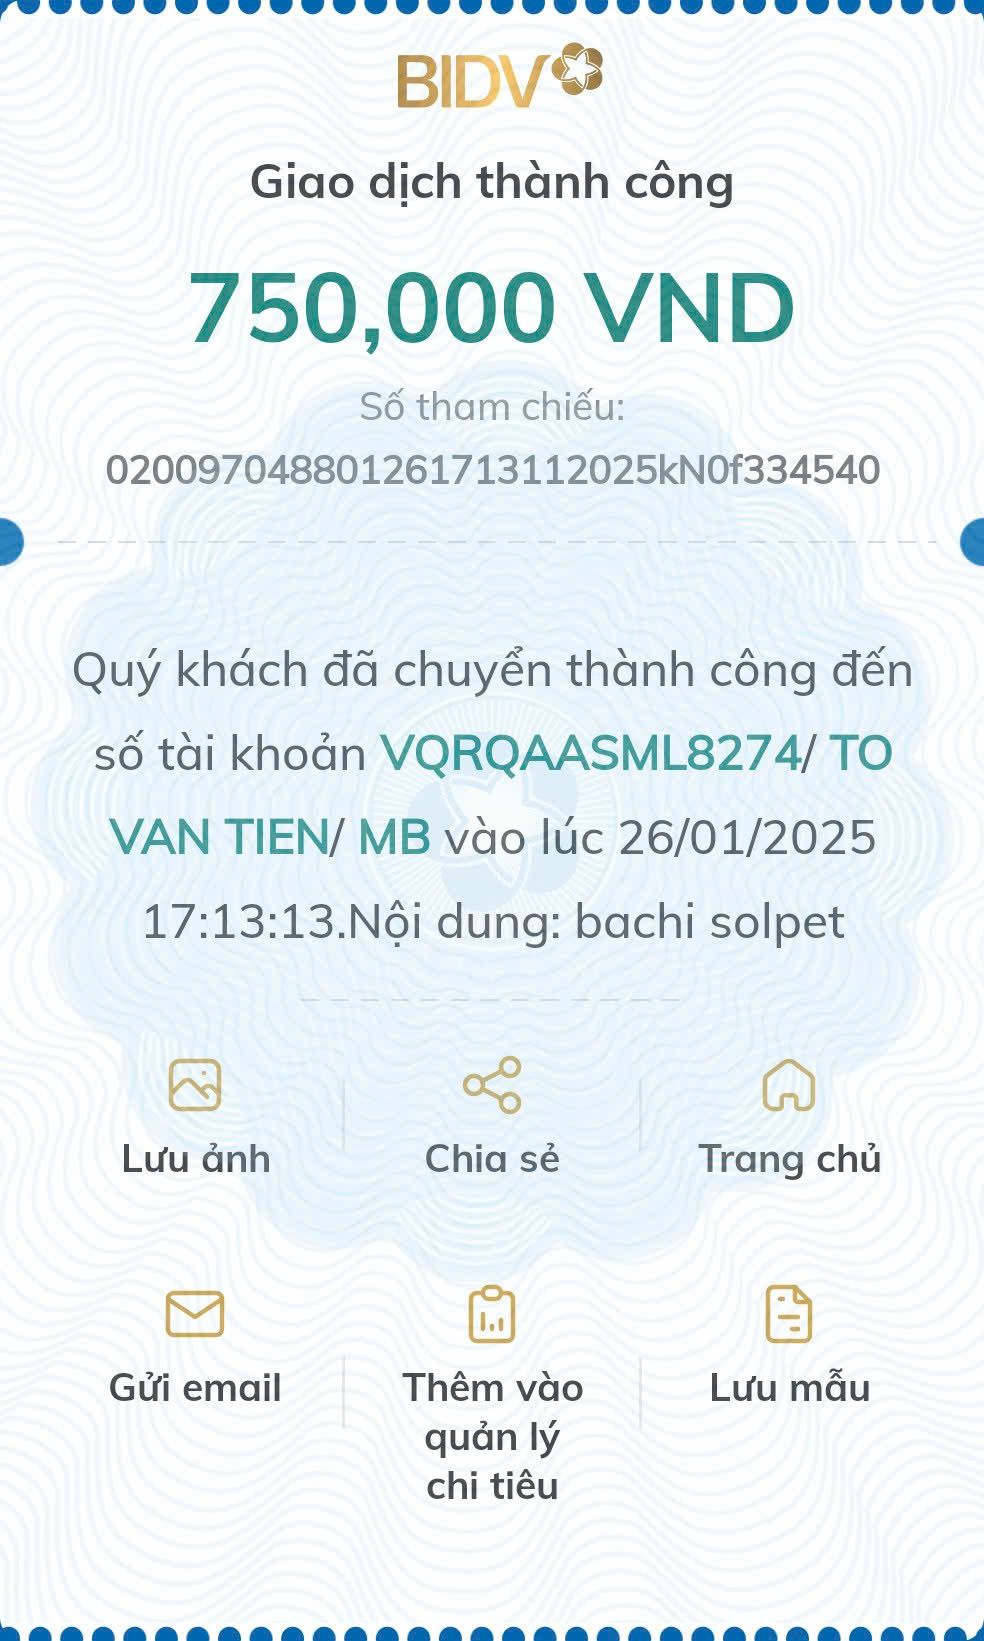 BIDV
Giao dịch thành công
750,000 VND
Số tham chiếu:
020097048801261713112025kN0f334540
Quý khách đã chuyển thành công đến
số tài khoản VQRQAASML8274/ TO
VAN TIEN/ MB vào lúc 26/01/2025
17:13:13.Nội dung: bachi solpet
Lưu ảnh
Chia sẻ
Trang chủ
Gửi email
Thêm vào
quản lý
chi tiêu
Lưu mẫu